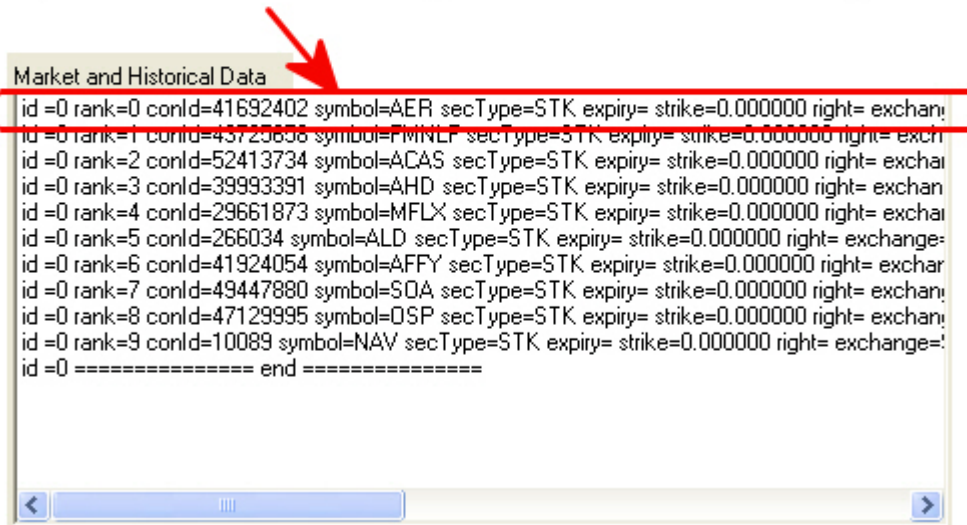 Market and Historical Data
id =0 rank=0 conId=41692402 symbol=AER secType=STK expiry= strike=0.000000 right= exchang
id =0 rank=1 conId=43725658 symbol=FMNLF secType=STK expiry= strike=0.000000 right= exch
id =0 rank=2 conId=52413734 symbol=ACAS secType=STK expiry= strike=0.000000 right= exchan
id =0 rank=3 conId=39993391 symbol=AHD secType=STK expiry= strike=0.000000 right= exchan
id =0 rank=4 conId=29661873 symbol=MFLX secType=STK expiry= strike=0.000000 right= exchan
id =0 rank=5 conId=266034 symbol=ALD secType=STK expiry= strike=0.000000 right= exchange=
id =0 rank=6 conId=41924054 symbol=AFFY secType=STK expiry= strike=0.000000 right= exchan
id =0 rank=7 conId=49447880 symbol=SOA secType=STK expiry= strike=0.000000 right= exchang
id =0 rank=8 conId=47129995 symbol=OSP secType=STK expiry= strike=0.000000 right= exchang
id =0 rank=9 conId=10089 symbol=NAV secType=STK expiry= strike=0.000000 right= exchange=
id =0 =============== end ===============